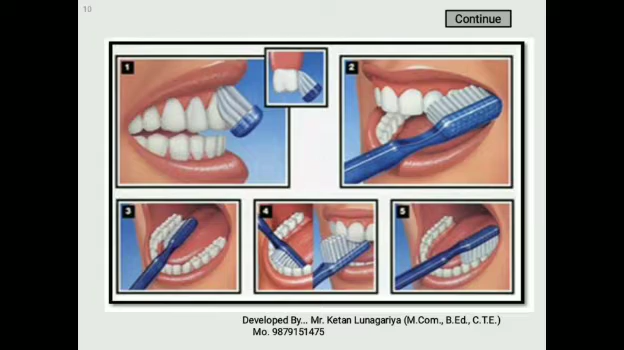 10
Continue
1
2
3
4
5
Developed By... Mr. Ketan Lunagariya (M.Com., B.Ed., C.T.E.)
Mo. 9879151475